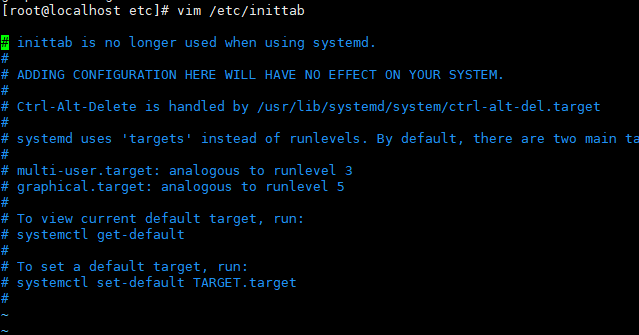 [root@localhost etc]# vim /etc/inittab
# inittab is no longer used when using systemd.
#
# ADDING CONFIGURATION HERE WILL HAVE NO EFFECT ON YOUR SYSTEM.
#
# Ctrl-Alt-Delete is handled by /usr/lib/systemd/system/ctrl-alt-del.target
#
# systemd uses 'targets' instead of runlevels. By default, there are two main ta
#
# multi-user.target: analogous to runlevel 3
# graphical.target: analogous to runlevel 5
#
# To view current default target, run:
# systemctl get-default
#
# To set a default target, run:
# systemctl set-default TARGET.target
#
~
~